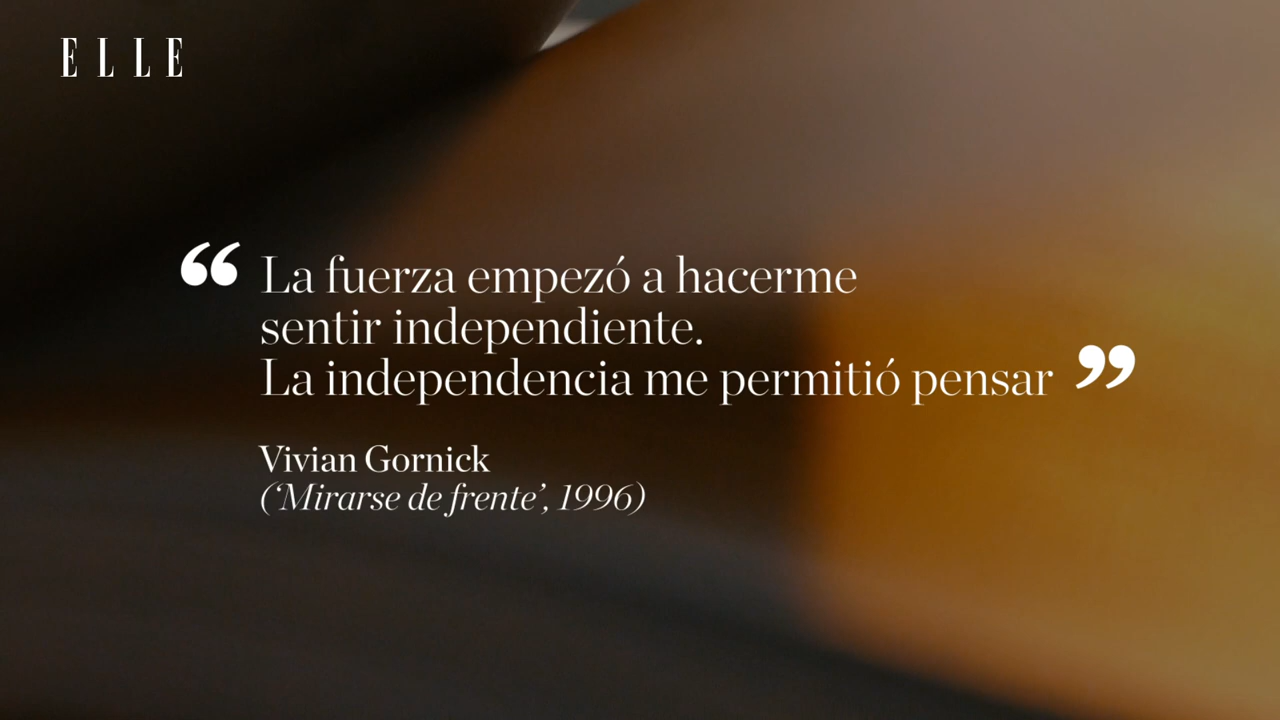 ELLE
“ La fuerza empezó a hacerme
sentir independiente.
La independencia me permitió pensar ”
Vivian Gornick
(‘Mirarse de frente’, 1996)